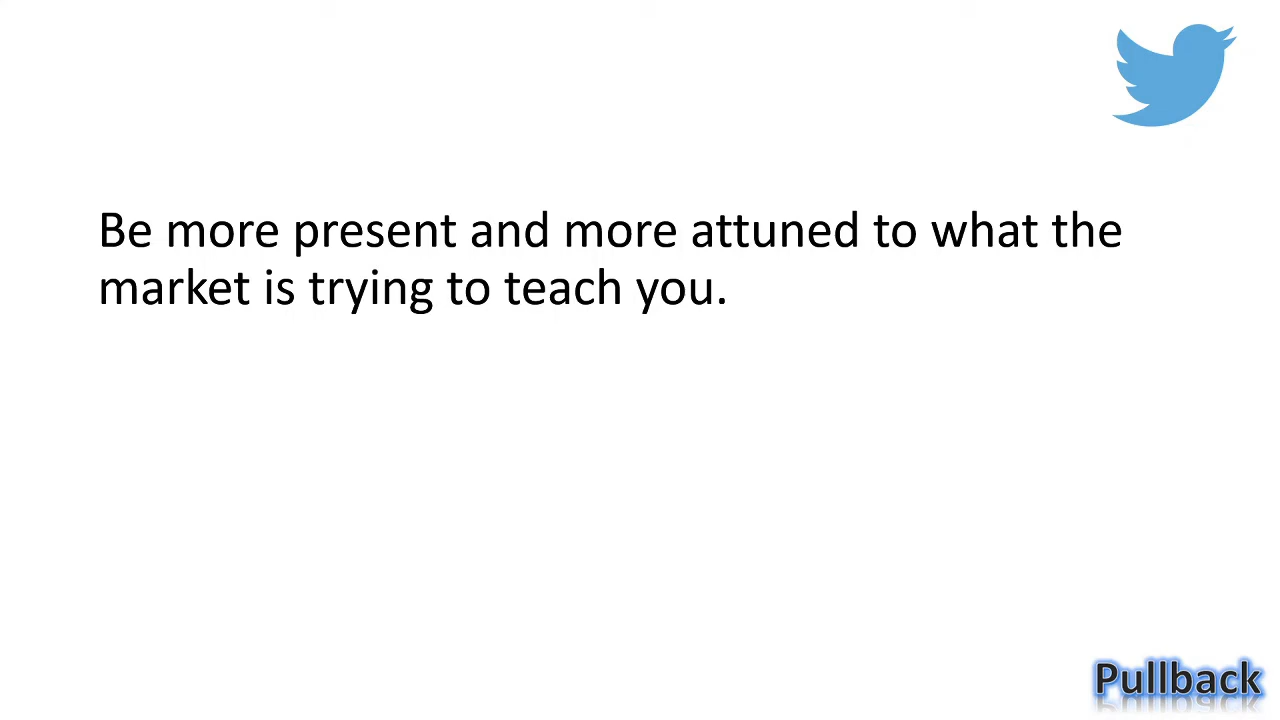 Be more present and more attuned to what the
market is trying to teach you.
Pullback